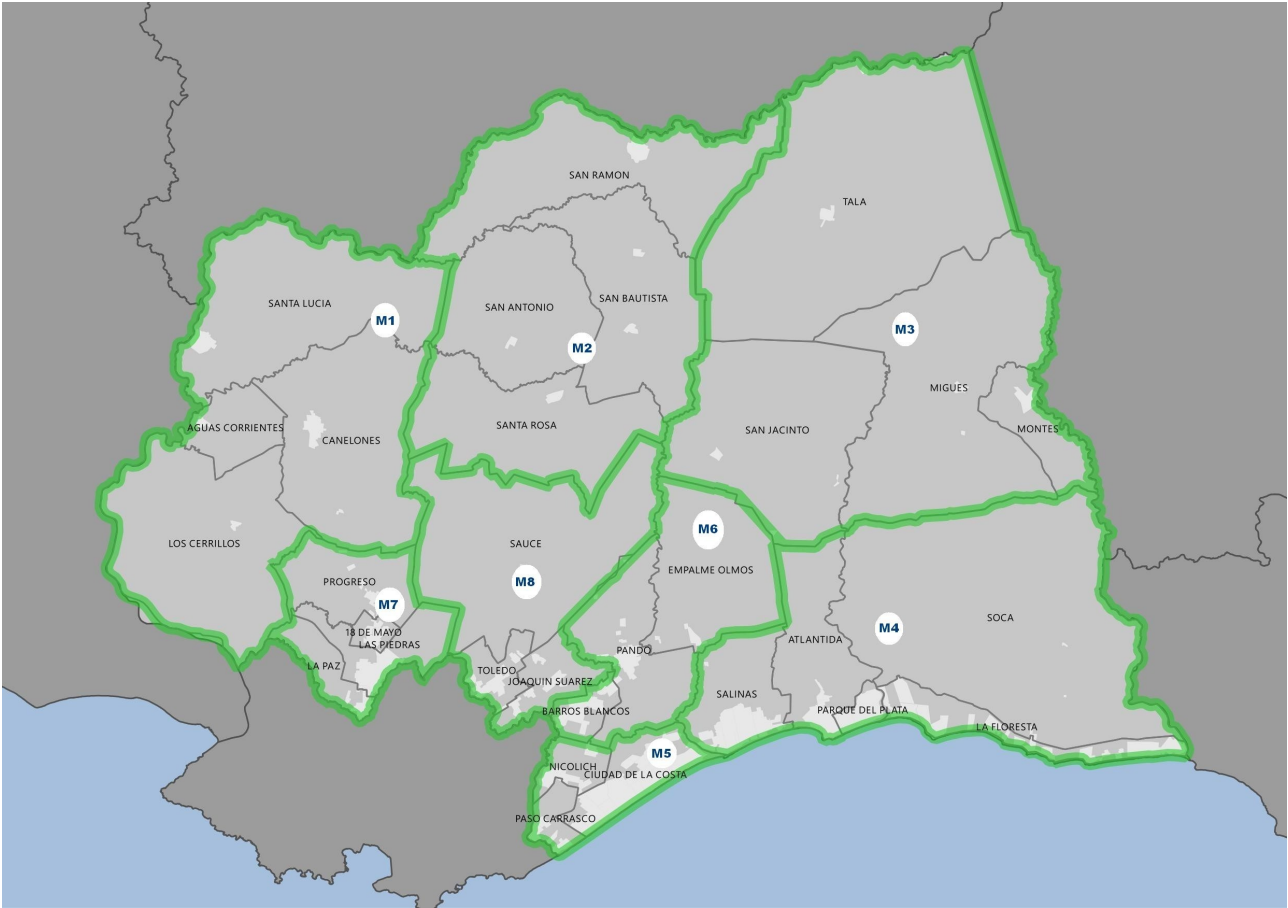 SAN RAMON
TALA
SANTA LUCIA
M1
SAN ANTONIO
SAN BAUTISTA
M2
M3
MIGUES
AGUAS CORRIENTES
CANELONES
SANTA ROSA
SAN JACINTO
MONTES
LOS CERRILLOS
SAUCE
M6
EMPALME OLMOS
PROGRESO
M7
M8
18 DE MAYO
LAS PIEDRAS
LA PAZ
TOLEDO
JOAQUIN SUAREZ
PANDO
BARROS BLANCOS
ATLANTIDA
M4
SOCA
SALINAS
PARQUE DEL PLATA
LA FLORESTA
NICOLICH
M5
CIUDAD DE LA COSTA
PASO CARRASCO